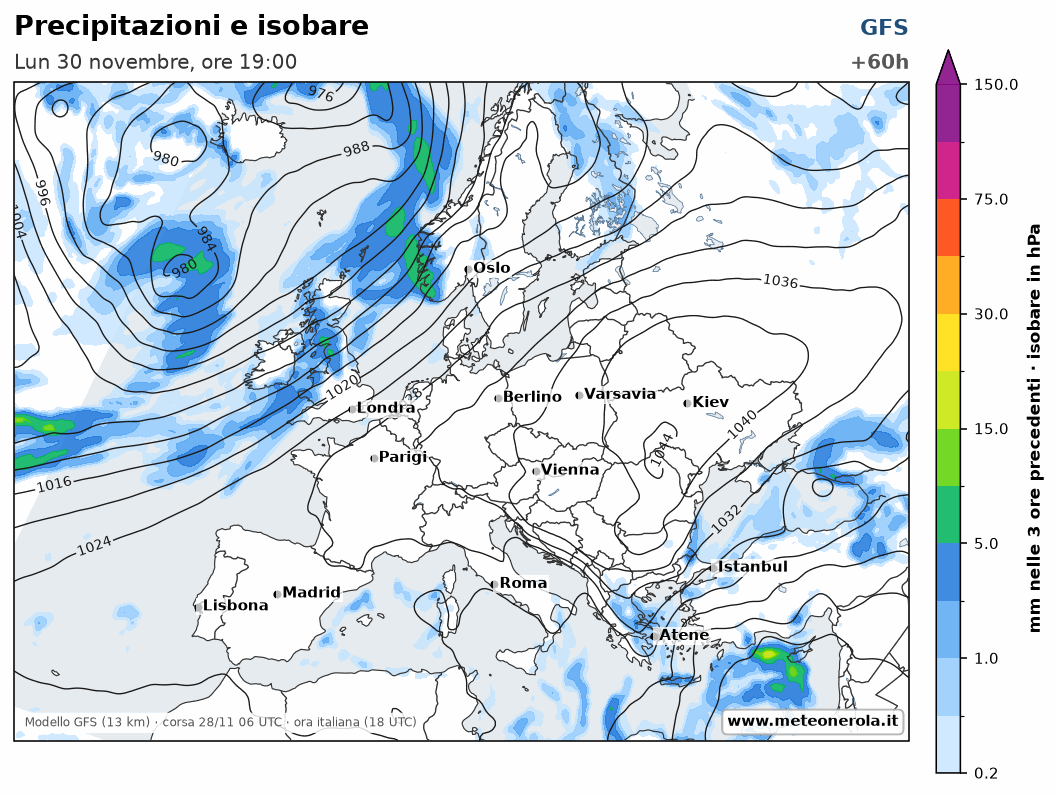 Precipitazioni e isobare
GFS
Lun 30 novembre, ore 19:00
+60h
976
980
988
996
1004
984
980
1036
1020
1040
1044
1016
1032
1024
Oslo
Berlino
Varsavia
Kiev
Londra
Parigi
Vienna
Istanbul
Roma
Madrid
Lisbona
Atene
Modello GFS (13 km) · corsa 28/11 06 UTC · ora italiana (18 UTC)
www.meteonerola.it
150.0
75.0
30.0
15.0
5.0
1.0
0.2
mm nelle 3 ore precedenti · isobare in hPa